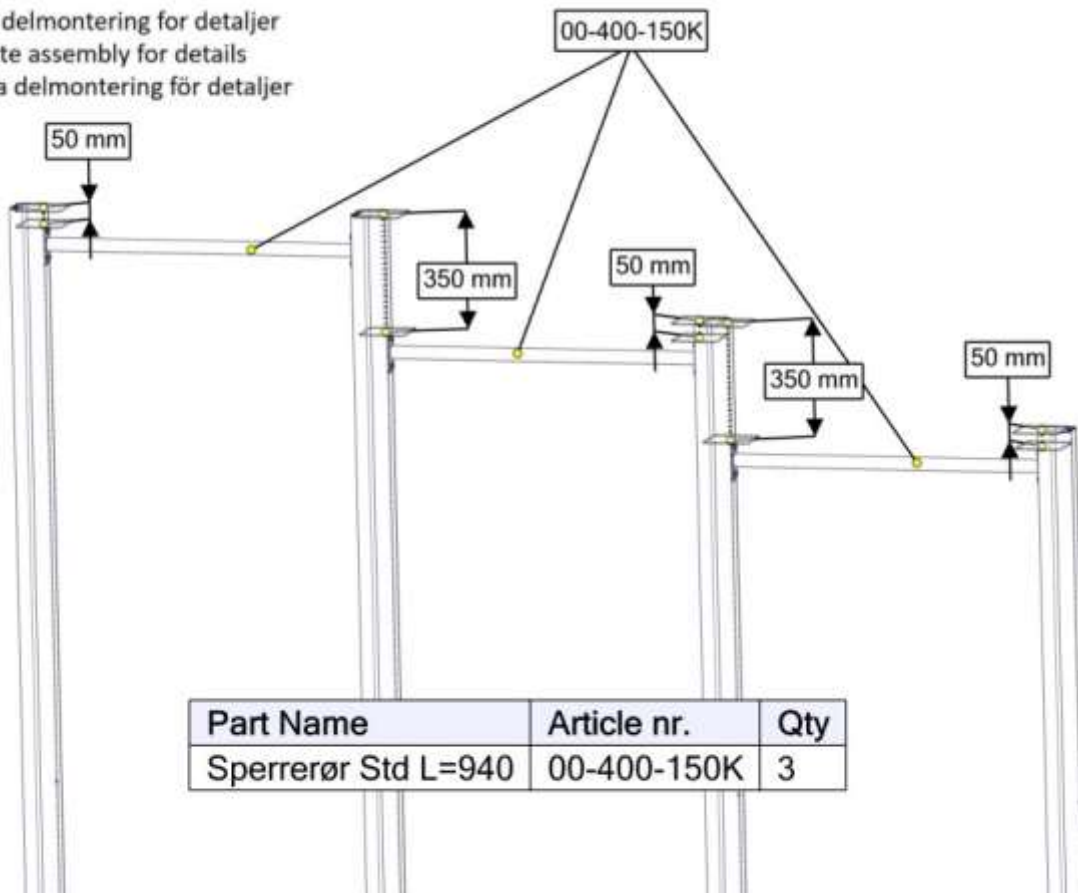 delmontering for detaljer
te assembly for details
a delmontering för detaljer
00-400-150K
50 mm
350 mm
50 mm
350 mm
50 mm
Part Name Article nr. Qty
Sperrerør Std L=940 00-400-150K 3